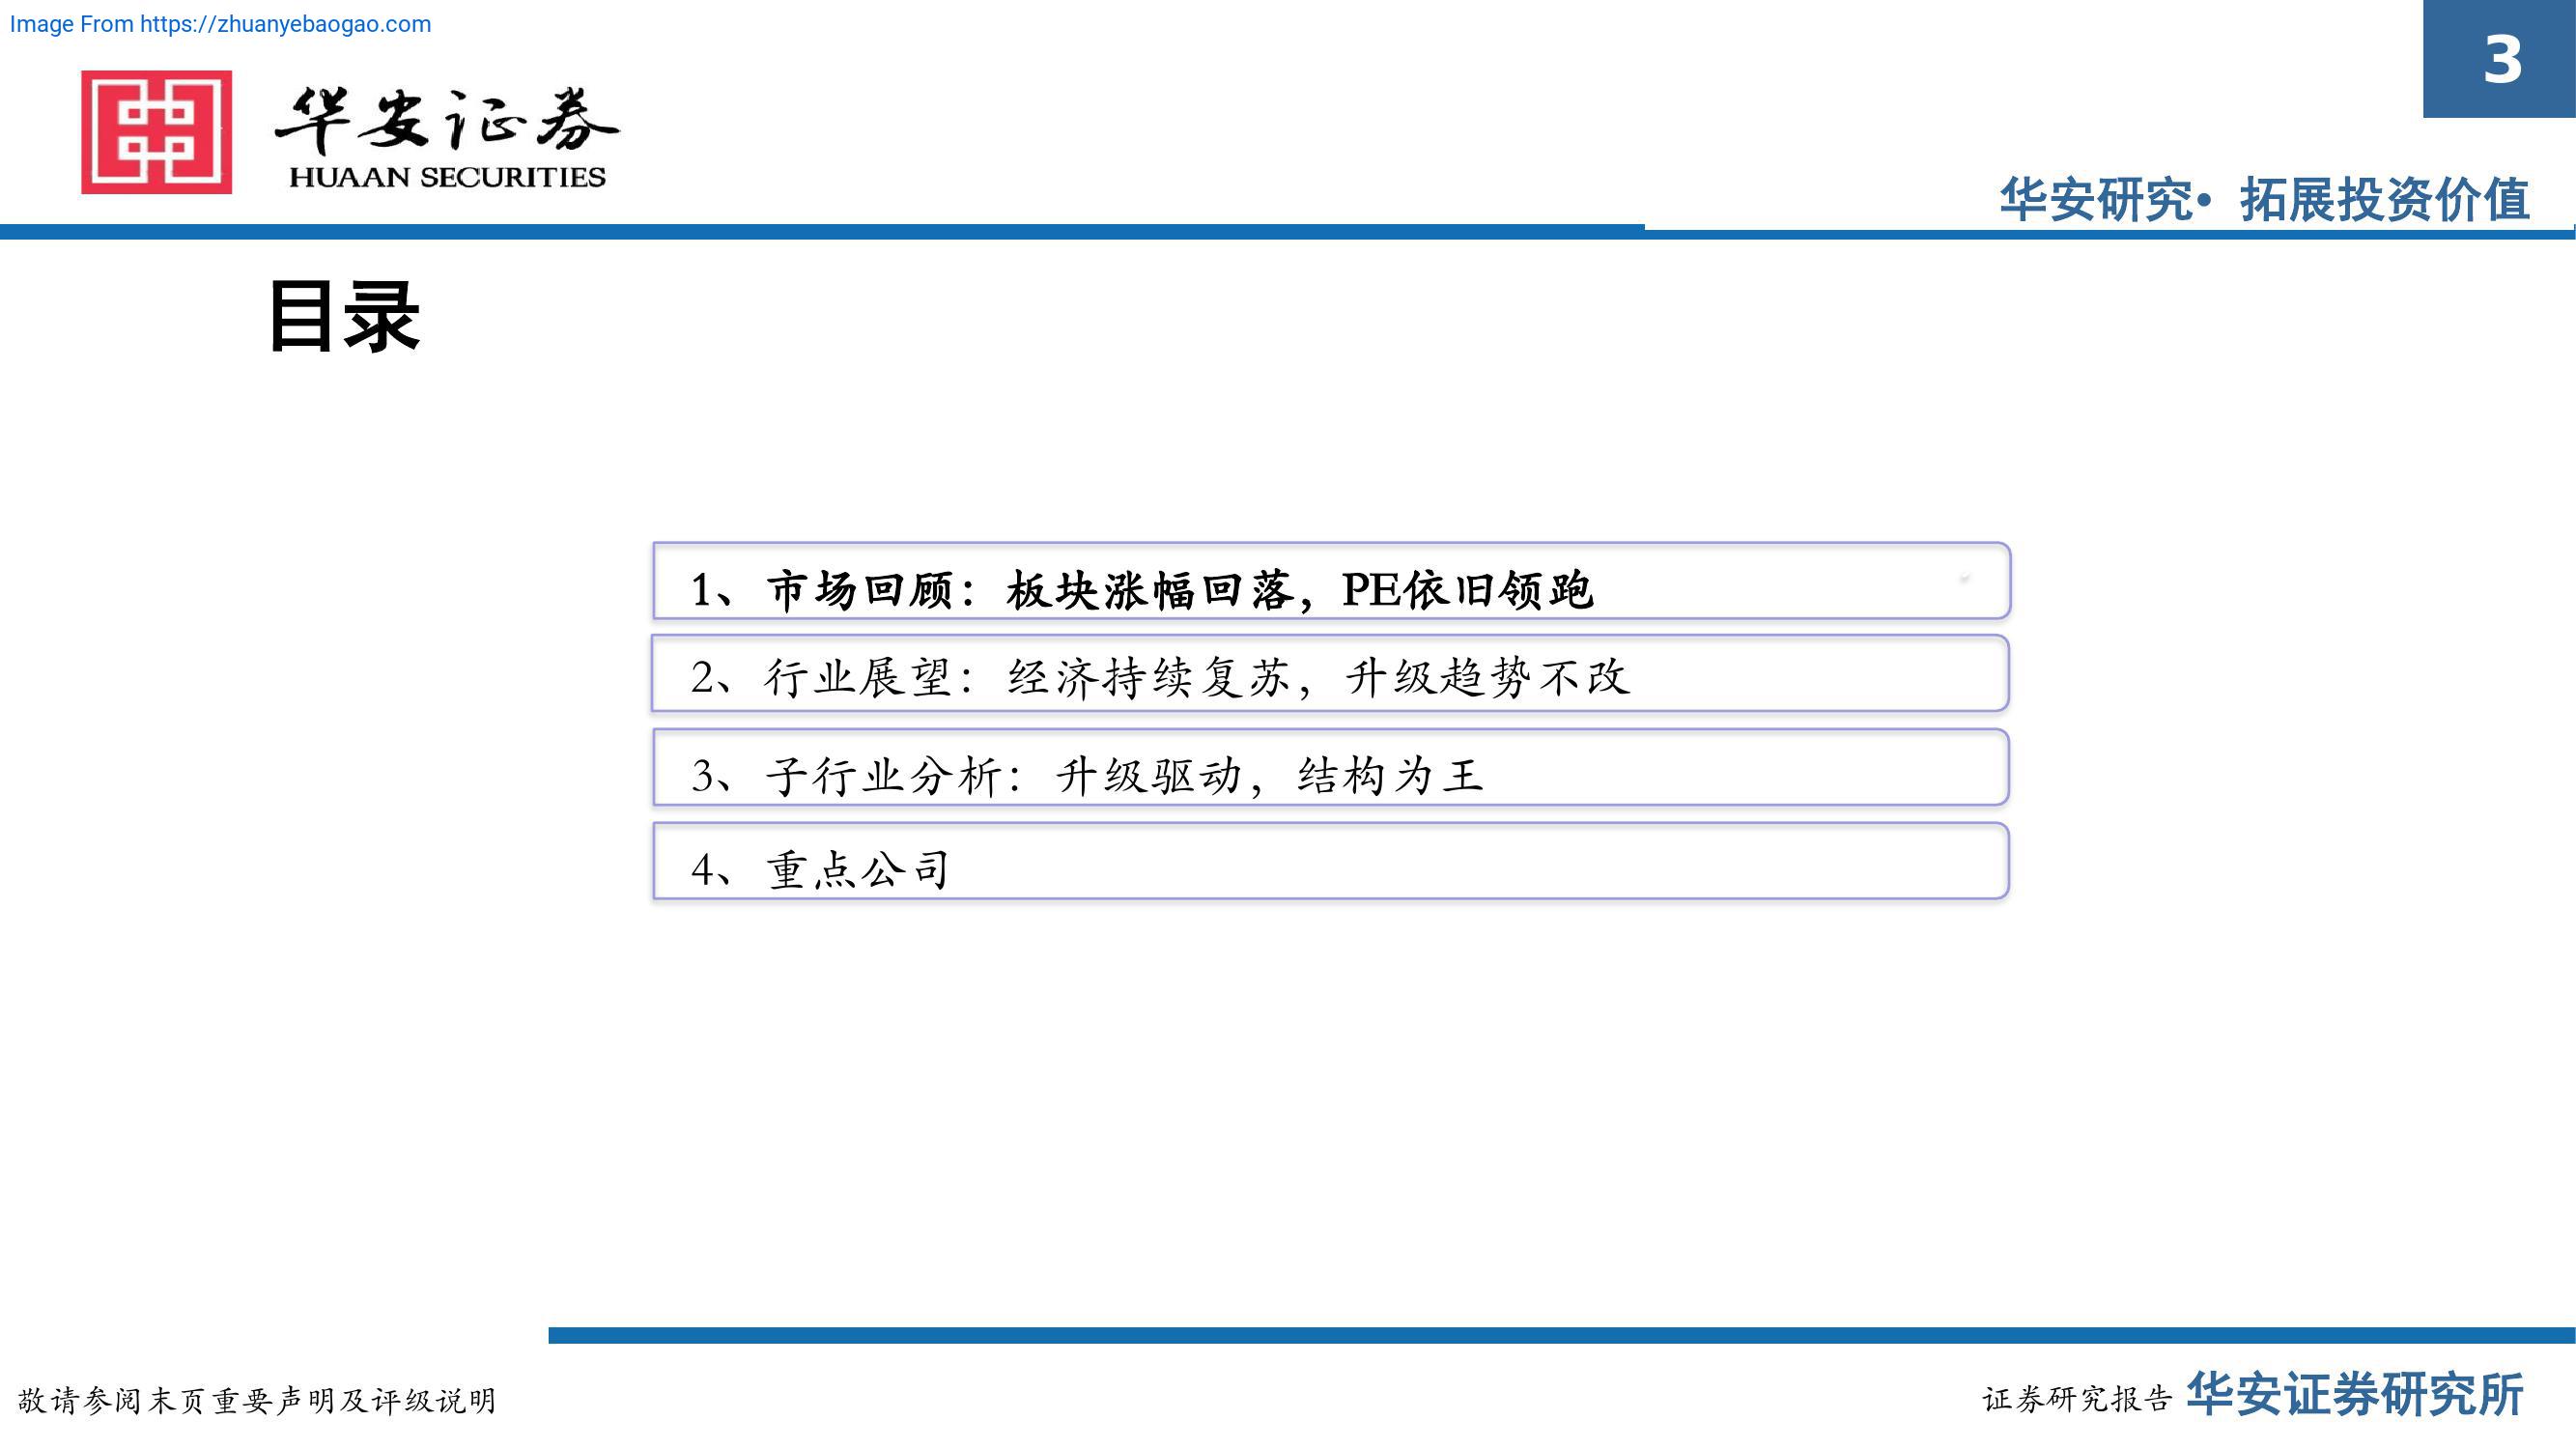 Image From https://zhuanyebaogao.com
3
华安证券
HUAAN SECURITIES
华安研究• 拓展投资价值
目录
1、市场回顾：板块涨幅回落，PE依旧领跑
2、行业展望：经济持续复苏，升级趋势不改
3、子行业分析：升级驱动，结构为王
4、重点公司
敬请参阅末页重要声明及评级说明
证券研究报告 华安证券研究所